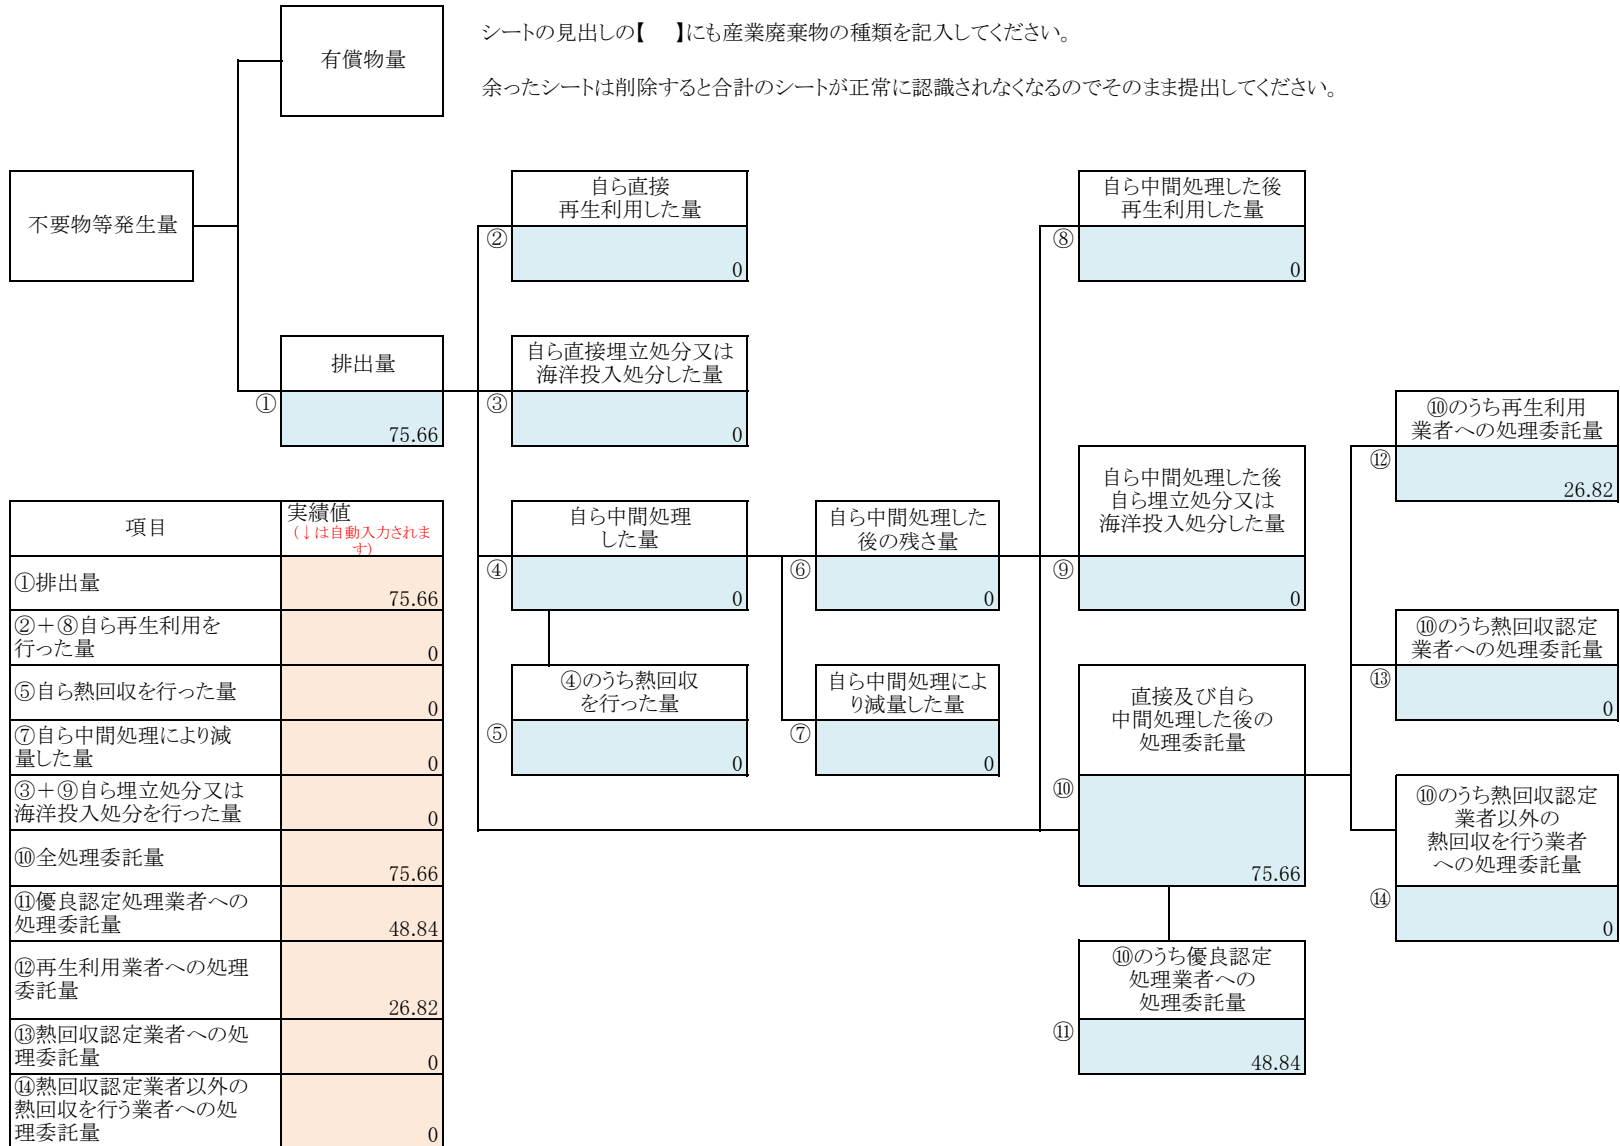 シートの見出しの【　】にも産業廃棄物の種類を記入してください。
余ったシートは削除すると合計のシートが正常に認識されなくなるのでそのまま提出してください。
有償物量
不要物等発生量
排出量
①
75.66
自ら直接
再生利用した量
②
0
自ら直接埋立処分又は
海洋投入処分した量
③
0
自ら中間処理
した量
④
0
④のうち熱回収
を行った量
⑤
0
自ら中間処理した
後の残さ量
⑥
0
自ら中間処理によ
り減量した量
⑦
0
自ら中間処理した後
再生利用した量
⑧
0
自ら中間処理した後
自ら埋立処分又は
海洋投入処分した量
⑨
0
直接及び自ら
中間処理した後の
処理委託量
⑩
75.66
⑩のうち優良認定
処理業者への
処理委託量
⑪
48.84
⑩のうち再生利用
業者への処理委託量
⑫
26.82
⑩のうち熱回収認定
業者への処理委託量
⑬
0
⑩のうち熱回収認定
業者以外の
熱回収を行う業者
への処理委託量
⑭
0
項目
実績値
(↓は自動入力されま
す)
①排出量
75.66
②＋⑧自ら再生利用を
行った量
0
⑤自ら熱回収を行った量
0
⑦自ら中間処理により減
量した量
0
③＋⑨自ら埋立処分又は
海洋投入処分を行った量
0
⑩全処理委託量
75.66
⑪優良認定処理業者への
処理委託量
48.84
⑫再生利用業者への処理
委託量
26.82
⑬熱回収認定業者への処
理委託量
0
⑭熱回収認定業者以外の
熱回収を行う業者への処
理委託量
0